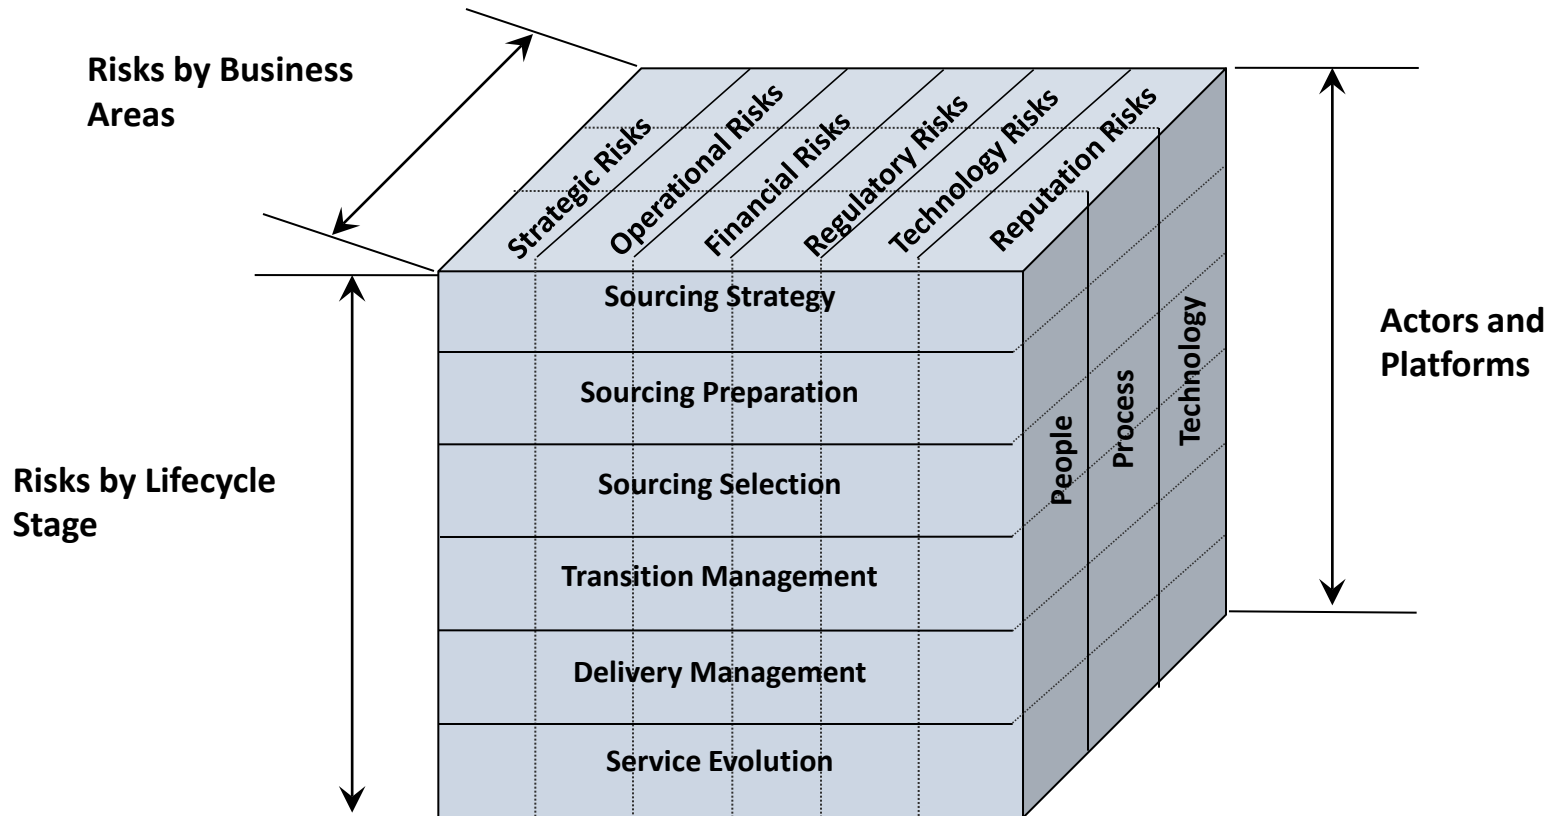 Risks by Business
Areas
Strategic Risks
Operational Risks
Financial Risks
Regulatory Risks
Technology Risks
Reputation Risks
Sourcing Strategy
Sourcing Preparation
Sourcing Selection
Transition Management
Delivery Management
Service Evolution
People
Process
Technology
Actors and
Platforms
Risks by Lifecycle
Stage